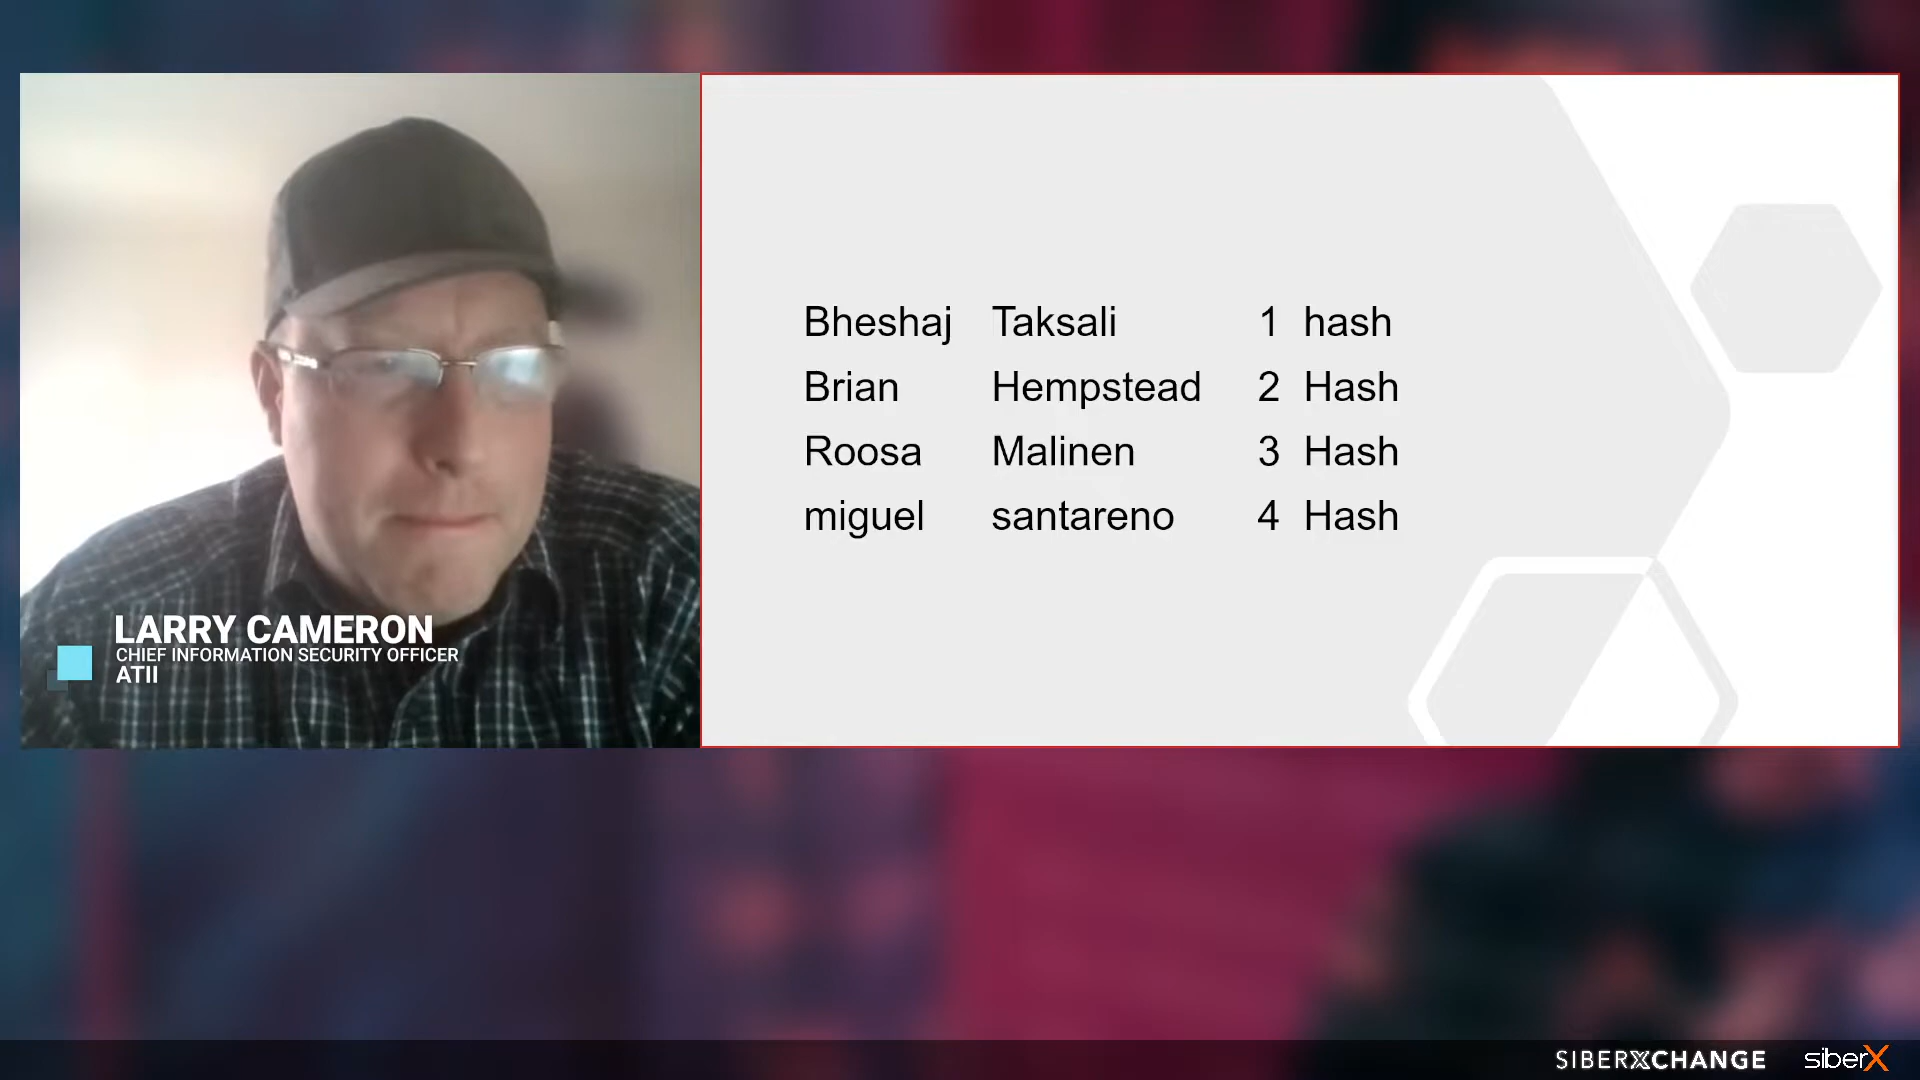 Bheshaj Taksali 1 hash
Brian Hempstead 2 Hash
Roosa Malinen 3 Hash
miguel santareno 4 Hash
LARRY CAMERON
CHIEF INFORMATION SECURITY OFFICER
ATII
SIBERXCHANGE siberX